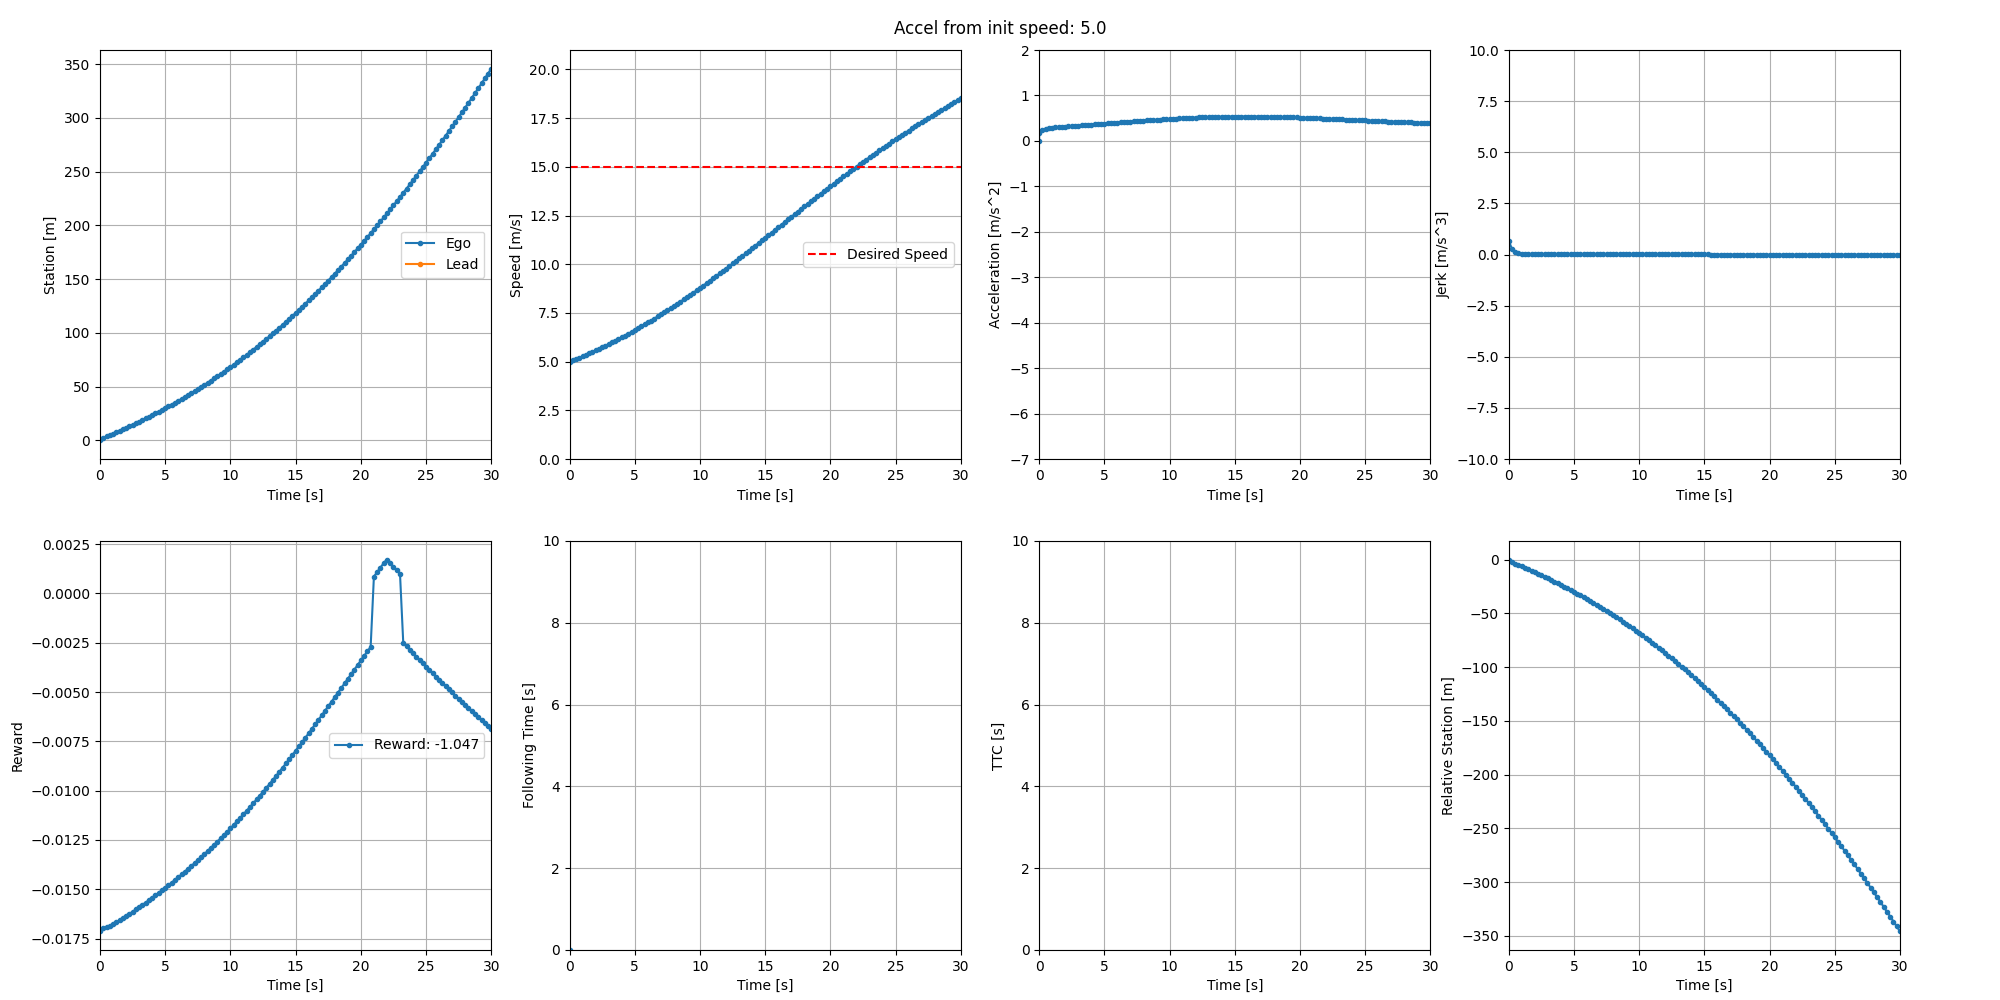 Accel from init speed: 5.0
350
300
250
200
150
100
50
0
Station [m]
Ego
Lead
0 5 10 15 20 25 30
Time [s]
20.0
17.5
15.0
12.5
10.0
7.5
5.0
2.5
0.0
Speed [m/s]
Desired Speed
0 5 10 15 20 25 30
Time [s]
2
1
0
−1
−2
−3
−4
−5
−6
−7
Acceleration [m/s^2]
0 5 10 15 20 25 30
Time [s]
10.0
7.5
5.0
2.5
0.0
−2.5
−5.0
−7.5
−10.0
Jerk [m/s^3]
0 5 10 15 20 25 30
Time [s]
0.0025
0.0000
−0.0025
−0.0050
−0.0075
−0.0100
−0.0125
−0.0150
−0.0175
Reward
Reward: -1.047
0 5 10 15 20 25 30
Time [s]
10
8
6
4
2
0
Following Time [s]
0 5 10 15 20 25 30
Time [s]
10
8
6
4
2
0
TTC [s]
0 5 10 15 20 25 30
Time [s]
0
−50
−100
−150
−200
−250
−300
−350
Relative Station [m]
0 5 10 15 20 25 30
Time [s]